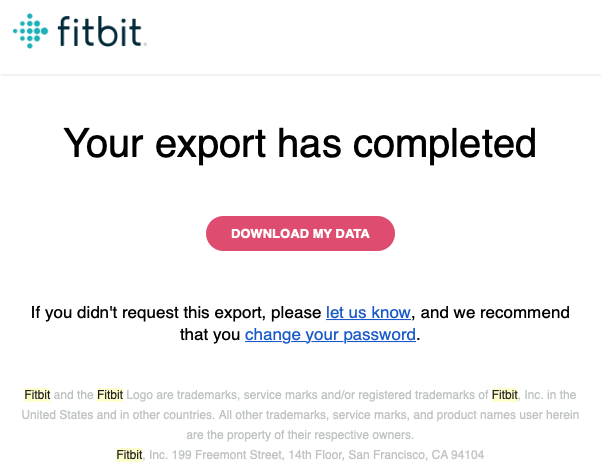 fitbit
Your export has completed
DOWNLOAD MY DATA
If you didn't request this export, please let us know, and we recommend
that you change your password.
Fitbit and the Fitbit Logo are trademarks, service marks and/or registered trademarks of Fitbit, Inc. in the
United States and in other countries. All other trademarks, service marks, and product names user herein
are the property of their respective owners.
Fitbit, Inc. 199 Freemont Street, 14th Floor, San Francisco, CA 94104